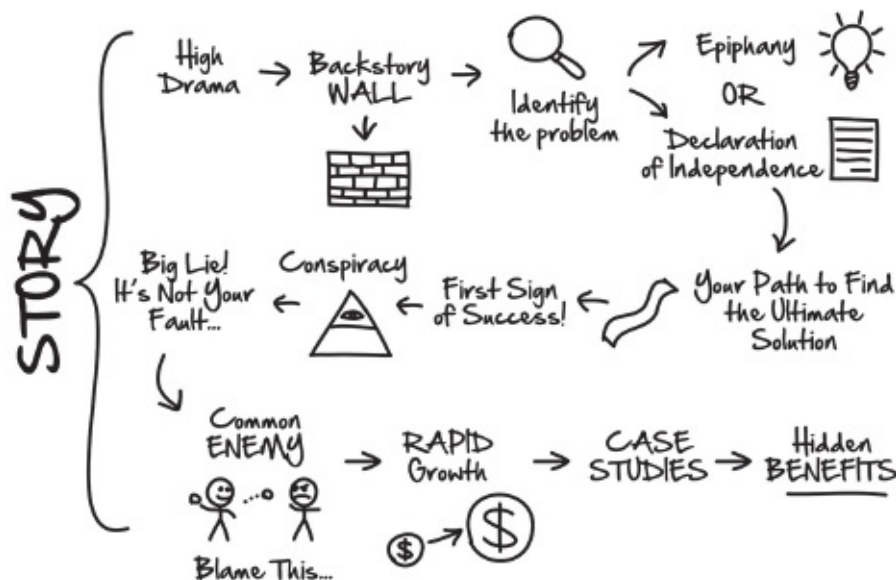 STORY
High
Drama
Backstory
WALL
Identify
the problem
Epiphany
OR
Declaration
of Independence
Your Path to Find
the Ultimate
Solution
First Sign
of Success!
Conspiracy
Big Lie!
It's Not Your
Fault...
Common
ENEMY
Blame This...
RAPID
Growth
$
$
CASE
STUDIES
Hidden
BENEFITS